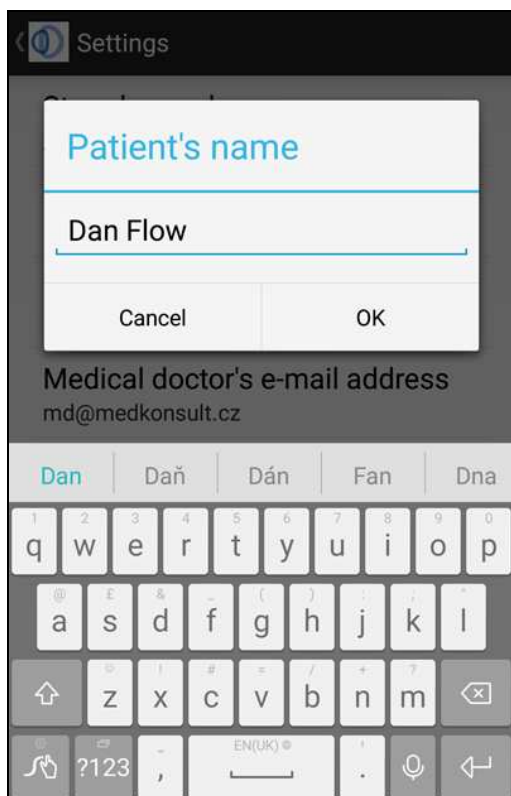 Settings
Patient's name
Dan Flow
Cancel OK
Medical doctor's e-mail address
md@medkonsult.cz
Dan Daň Dán Fan Dna
1 2 3 4 5 6 7 8 9 0
q w e r t y u i o p
@ £ & _ ( ) : ; "
a s d f g h j k l
! # = / + ?
z x c v b n m
?123 , EN(UK) .